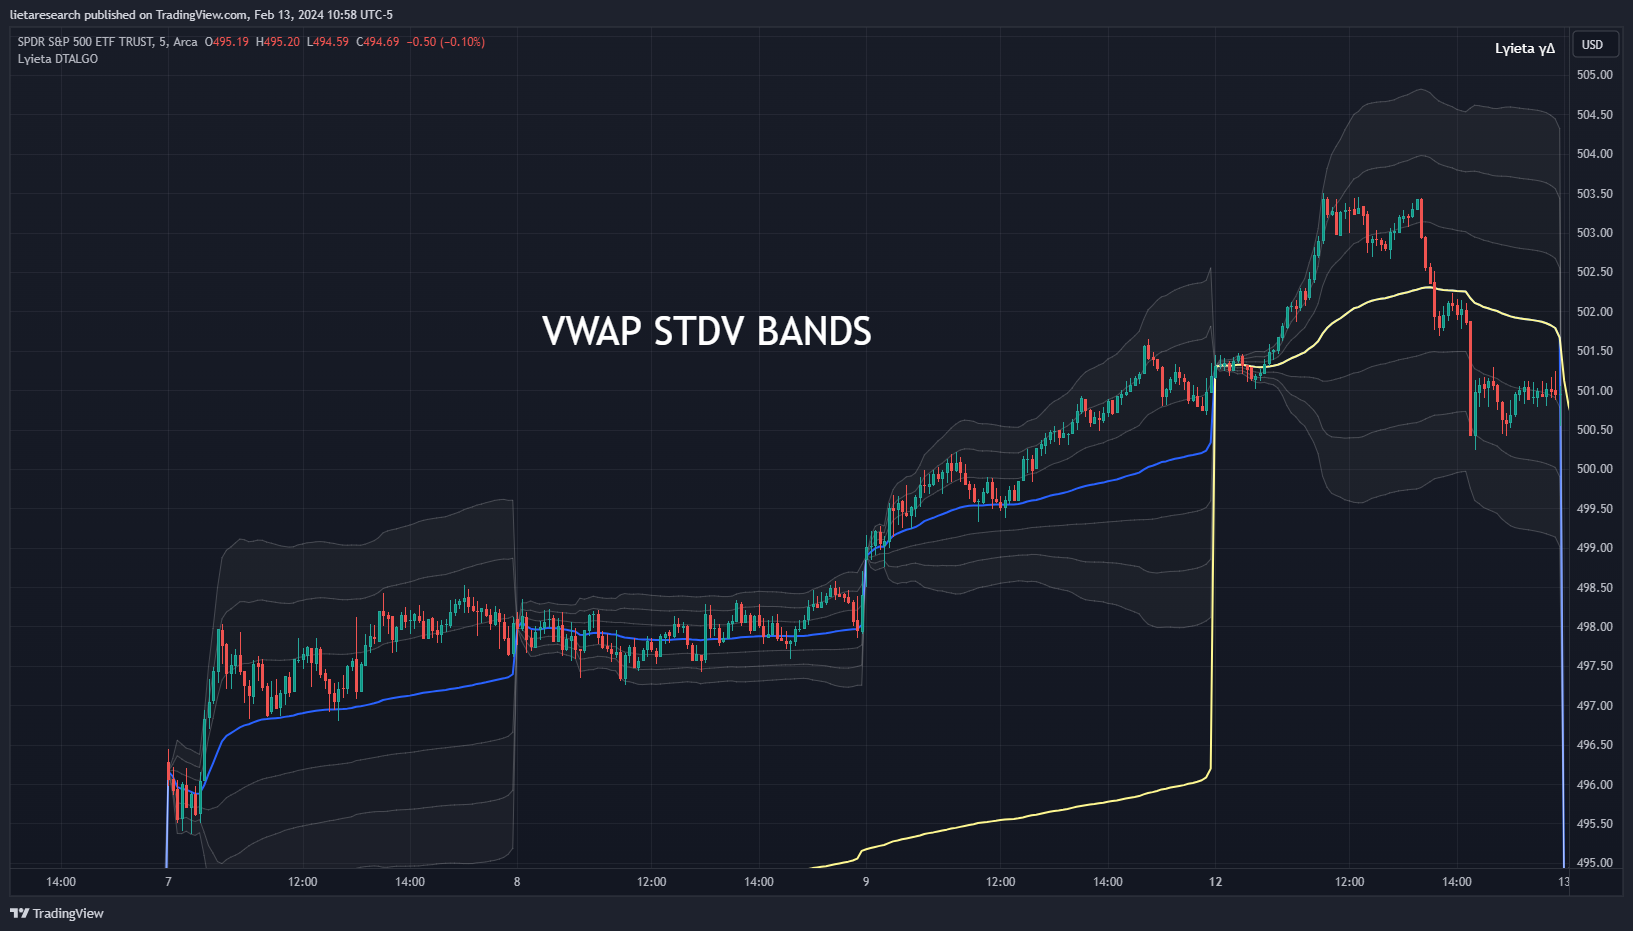 lietaresearch published on TradingView.com, Feb 13, 2024 10:58 UTC-5
SPDR S&P 500 ETF TRUST, 5, Arca O495.19 H495.20 L494.59 C494.69 −0.50 (−0.10%)
Lyieta DTALGO
Lyieta γΔ
USD
505.00
504.50
504.00
503.50
503.00
502.50
502.00
501.50
501.00
500.50
500.00
499.50
499.00
498.50
498.00
497.50
497.00
496.50
496.00
495.50
495.00
VWAP STDV BANDS
14:00 7 12:00 14:00 8 12:00 14:00 9 12:00 14:00 12 12:00 14:00 13
TradingView